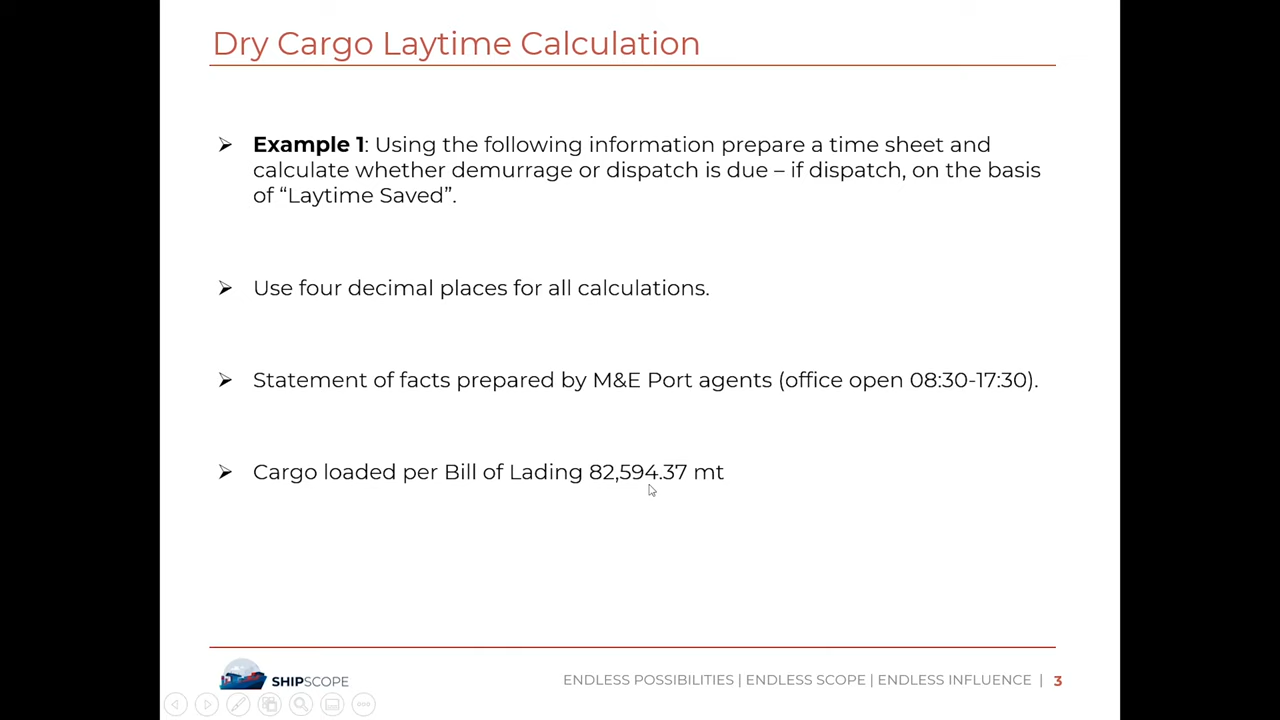 Dry Cargo Laytime Calculation
Example 1: Using the following information prepare a time sheet and
calculate whether demurrage or dispatch is due – if dispatch, on the basis
of “Laytime Saved”.
Use four decimal places for all calculations.
Statement of facts prepared by M&E Port agents (office open 08:30-17:30).
Cargo loaded per Bill of Lading 82,594.37 mt
SHIPSCOPE
ENDLESS POSSIBILITIES | ENDLESS SCOPE | ENDLESS INFLUENCE | 3